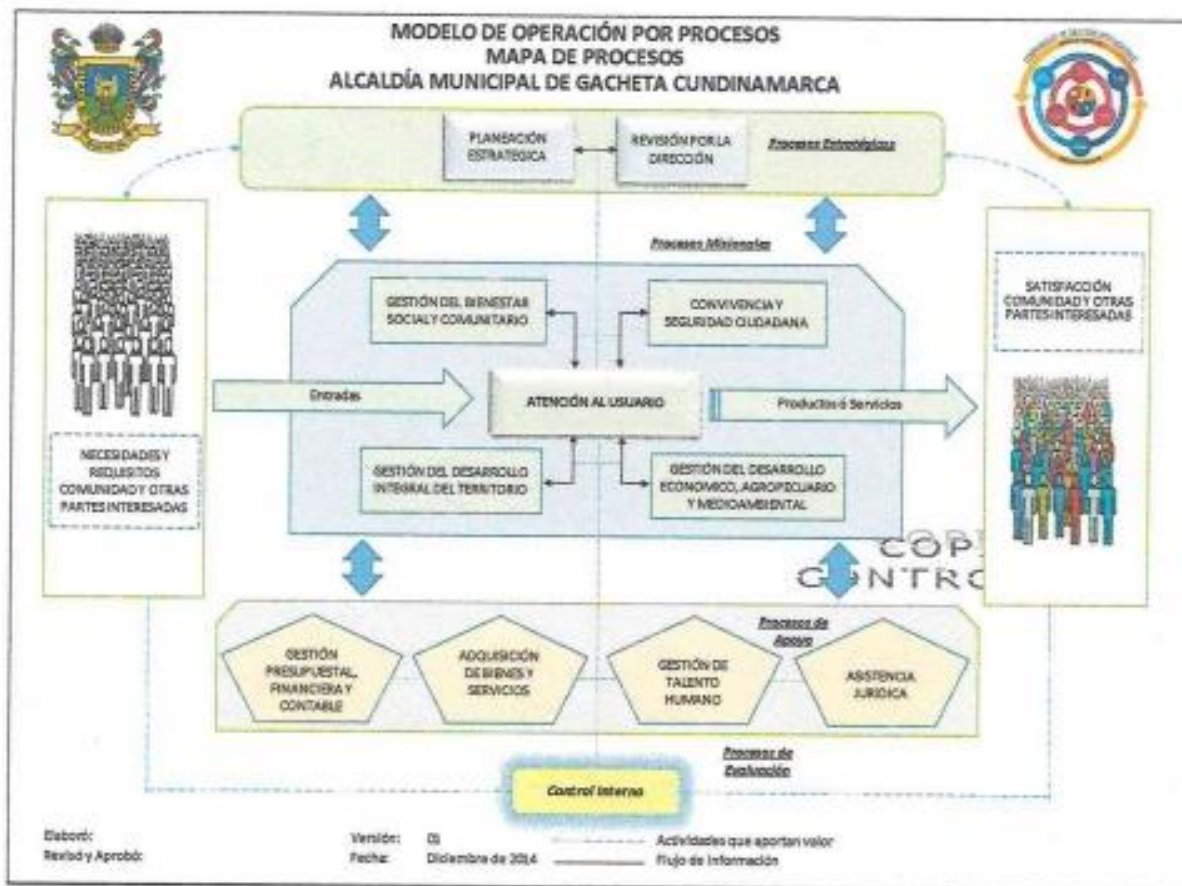 MODELO DE OPERACIÓN POR PROCESOS
MAPA DE PROCESOS
ALCALDÍA MUNICIPAL DE GACHETA CUNDINAMARCA
PLANEACIÓN
ESTRATEGICA
REVISIÓN POR LA
DIRECCIÓN
Procesos Estratégicos
Procesos Misionales
GESTIÓN DEL BIENESTAR
SOCIAL Y COMUNITARIO
CONVIVENCIA Y
SEGURIDAD CIUDADANA
SATISFACCIÓN
COMUNIDAD Y OTRAS
PARTES INTERESADAS
Entradas
ATENCIÓN AL USUARIO
Productos ó Servicios
NECESIDADES Y
REQUISITOS
COMUNIDAD Y OTRAS
PARTES INTERESADAS
GESTIÓN DEL DESARROLLO
INTEGRAL DEL TERRITORIO
GESTIÓN DEL DESARROLLO
ECONOMICO, AGROPECUARIO
Y MEDIOAMBIENTAL
COP
CONTRO
Procesos de
Apoyo
GESTIÓN
PRESUPUESTAL,
FINANCIERA Y
CONTABLE
ADQUISICIÓN
DE BIENES Y
SERVICIOS
GESTIÓN DE
TALENTO
HUMANO
ASISTENCIA
JURIDICA
Procesos de
Evaluación
Control Interno
Elaboró:
Revisó y Aprobó:
Versión: 01
Fecha: Diciembre de 2014
Actividades que aportan valor
Flujo de Información